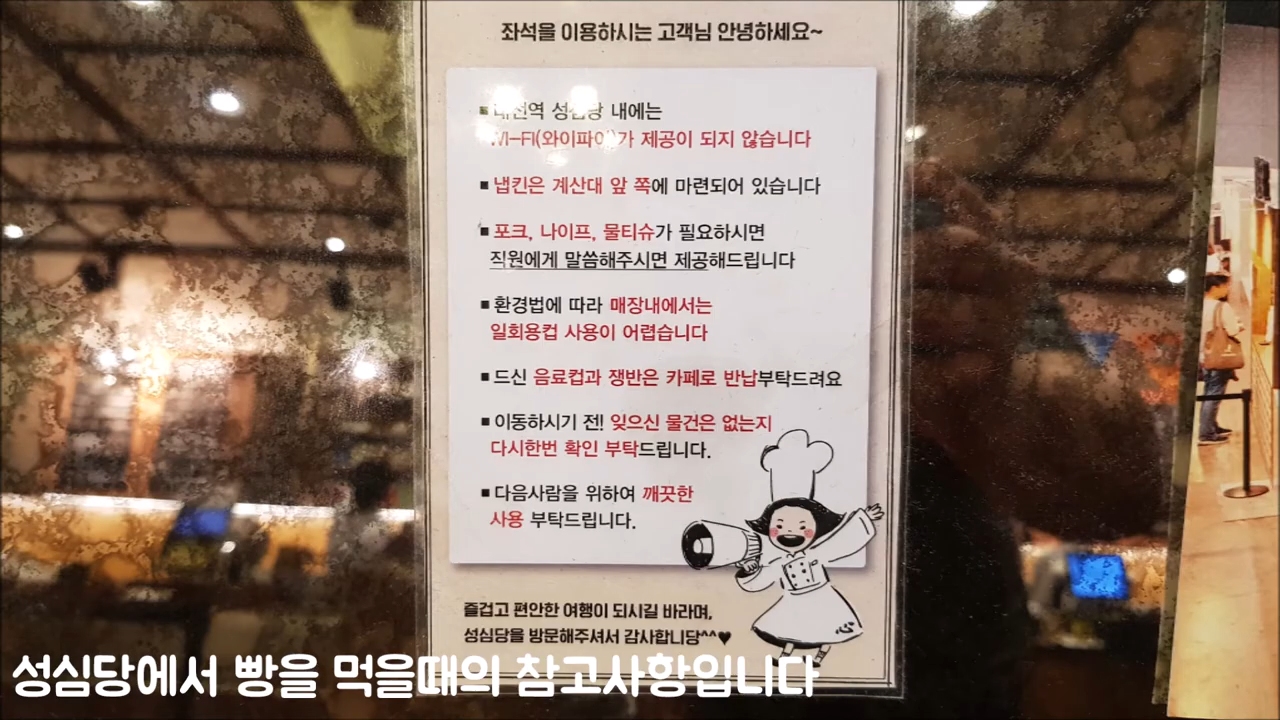 좌석을 이용하시는 고객님 안녕하세요~
■ 대전역 성심당 내에는
WI-FI(와이파이)가 제공이 되지 않습니다
■ 냅킨은 계산대 앞 쪽에 마련되어 있습니다
■ 포크, 나이프, 물티슈가 필요하시면
직원에게 말씀해주시면 제공해드립니다
■ 환경법에 따라 매장내에서는
일회용컵 사용이 어렵습니다
■ 드신 음료컵과 쟁반은 카페로 반납부탁드려요
■ 이동하시기 전! 잊으신 물건은 없는지
다시한번 확인 부탁드립니다.
■ 다음사람을 위하여 깨끗한
사용 부탁드립니다.
즐겁고 편안한 여행이 되시길 바라며,
성심당을 방문해주셔서 감사합니당^^♥
성심당에서 빵을 먹을때의 참고사항입니다